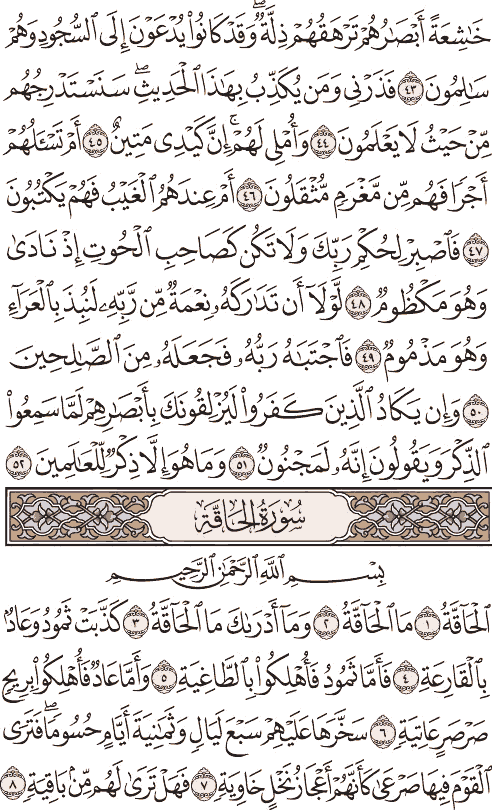 خَٰشِعَةً أَبۡصَٰرُهُمۡ تَرۡهَقُهُمۡ ذِلَّةٞۖ وَقَدۡ كَانُواْ يُدۡعَوۡنَ إِلَى ٱلسُّجُودِ وَهُمۡ
سَٰلِمُونَ ٤٣ فَذَرۡنِي وَمَن يُكَذِّبُ بِهَٰذَا ٱلۡحَدِيثِۖ سَنَسۡتَدۡرِجُهُم
مِّنۡ حَيۡثُ لَا يَعۡلَمُونَ ٤٤ وَأُمۡلِي لَهُمۡۚ إِنَّ كَيۡدِي مَتِينٌ ٤٥ أَمۡ تَسۡـَٔلُهُمۡ
أَجۡرٗا فَهُم مِّن مَّغۡرَمٖ مُّثۡقَلُونَ ٤٦ أَمۡ عِندَهُمُ ٱلۡغَيۡبُ فَهُمۡ يَكۡتُبُونَ
٤٧ فَٱصۡبِرۡ لِحُكۡمِ رَبِّكَ وَلَا تَكُن كَصَاحِبِ ٱلۡحُوتِ إِذۡ نَادَىٰ
وَهُوَ مَكۡظُومٞ ٤٨ لَّوۡلَآ أَن تَدَٰرَكَهُۥ نِعۡمَةٞ مِّن رَّبِّهِۦ لَنُبِذَ بِٱلۡعَرَآءِ
وَهُوَ مَذۡمُومٞ ٤٩ فَٱجۡتَبَٰهُ رَبُّهُۥ فَجَعَلَهُۥ مِنَ ٱلصَّٰلِحِينَ
٥٠ وَإِن يَكَادُ ٱلَّذِينَ كَفَرُواْ لَيُزۡلِقُونَكَ بِأَبۡصَٰرِهِمۡ لَمَّا سَمِعُواْ
ٱلذِّكۡرَ وَيَقُولُونَ إِنَّهُۥ لَمَجۡنُونٞ ٥١ وَمَا هُوَ إِلَّا ذِكۡرٞ لِّلۡعَٰلَمِينَ ٥٢
سُورَةُ الحَاقَّةِ
بِسۡمِ ٱللَّهِ ٱلرَّحۡمَٰنِ ٱلرَّحِيمِ
ٱلۡحَآقَّةُ ١ مَا ٱلۡحَآقَّةُ ٢ وَمَآ أَدۡرَىٰكَ مَا ٱلۡحَآقَّةُ ٣ كَذَّبَتۡ ثَمُودُ وَعَادُۢ
بِٱلۡقَارِعَةِ ٤ فَأَمَّا ثَمُودُ فَأُهۡلِكُواْ بِٱلطَّاغِيَةِ ٥ وَأَمَّا عَادٞ فَأُهۡلِكُواْ بِرِيحٖ
صَرۡصَرٍ عَاتِيَةٖ ٦ سَخَّرَهَا عَلَيۡهِمۡ سَبۡعَ لَيَالٖ وَثَمَٰنِيَةَ أَيَّامٍ حُسُومٗاۖ فَتَرَى
ٱلۡقَوۡمَ فِيهَا صَرۡعَىٰ كَأَنَّهُمۡ أَعۡجَازُ نَخۡلٍ خَاوِيَةٖ ٧ فَهَلۡ تَرَىٰ لَهُم مِّنۢ بَاقِيَةٖ ٨